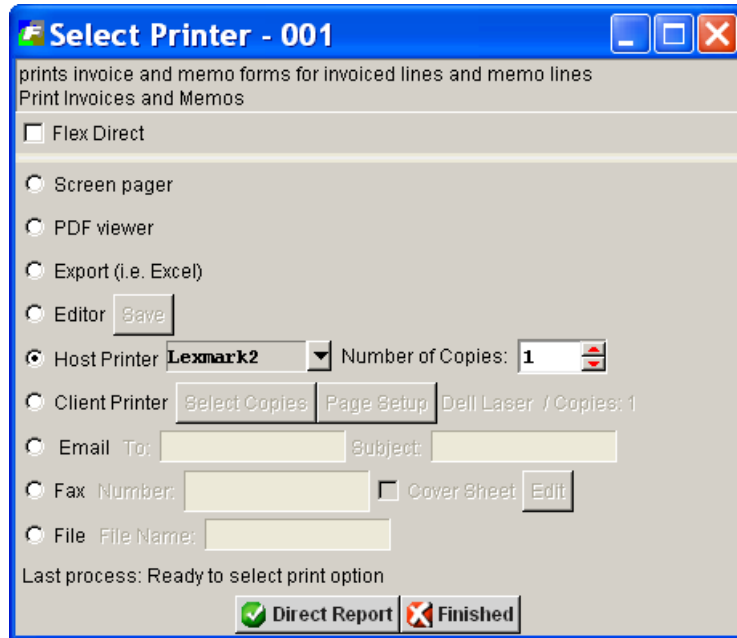 Select Printer - 001
prints invoice and memo forms for invoiced lines and memo lines
Print Invoices and Memos
Flex Direct
Screen pager
PDF viewer
Export (i.e. Excel)
Editor Save
Host Printer Lexmark2 Number of Copies: 1
Client Printer Select Copies Page Setup Dell Laser / Copies: 1
Email To: Subject:
Fax Number: Cover Sheet Edit
File File Name:
Last process: Ready to select print option
Direct Report Finished